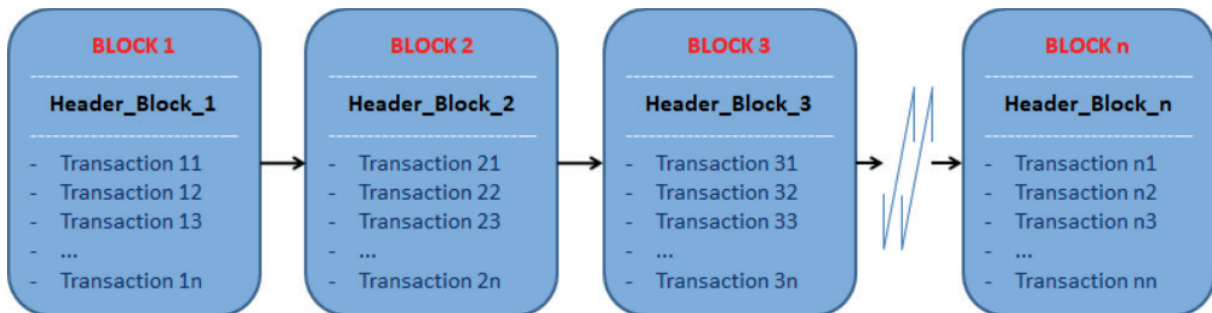 BLOCK 1
Header_Block_1
- Transaction 11
- Transaction 12
- Transaction 13
- ...
- Transaction 1n
BLOCK 2
Header_Block_2
- Transaction 21
- Transaction 22
- Transaction 23
- ...
- Transaction 2n
BLOCK 3
Header_Block_3
- Transaction 31
- Transaction 32
- Transaction 33
- ...
- Transaction 3n
BLOCK n
Header_Block_n
- Transaction n1
- Transaction n2
- Transaction n3
- ...
- Transaction nn